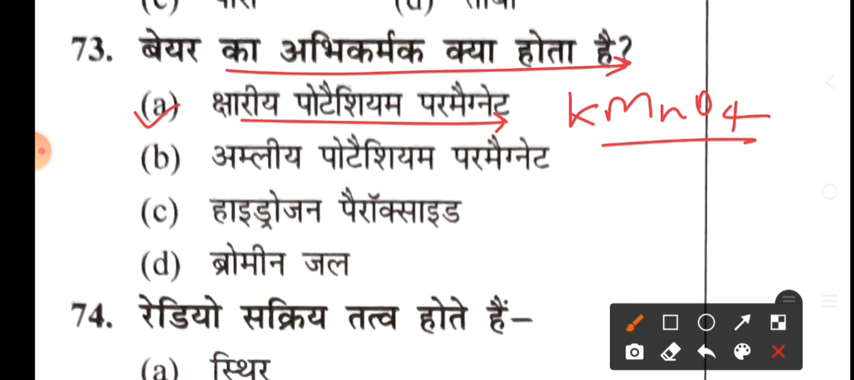 73. बेयर का अभिकर्मक क्या होता है?
(a) क्षारीय पोटैशियम परमैग्नेट KMnO4
(b) अम्लीय पोटैशियम परमैग्नेट
(c) हाइड्रोजन पैरॉक्साइड
(d) ब्रोमीन जल
74. रेडियो सक्रिय तत्व होते हैं–
(a) स्थिर